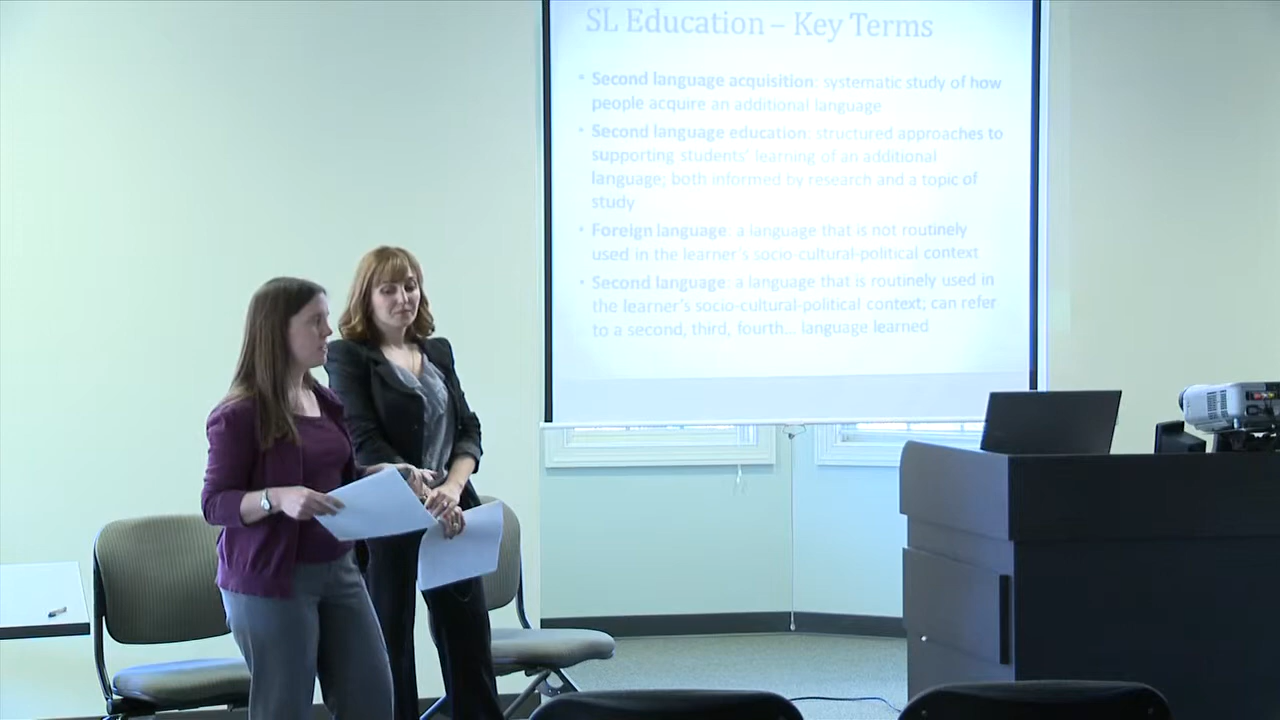 SL Education – Key Terms
• Second language acquisition: systematic study of how
people acquire an additional language
• Second language education: structured approaches to
supporting students' learning of an additional
language; both informed by research and a topic of
study
• Foreign language: a language that is not routinely
used in the learner's socio-cultural-political context
• Second language: a language that is routinely used in
the learner's socio-cultural-political context; can refer
to a second, third, fourth... language learned